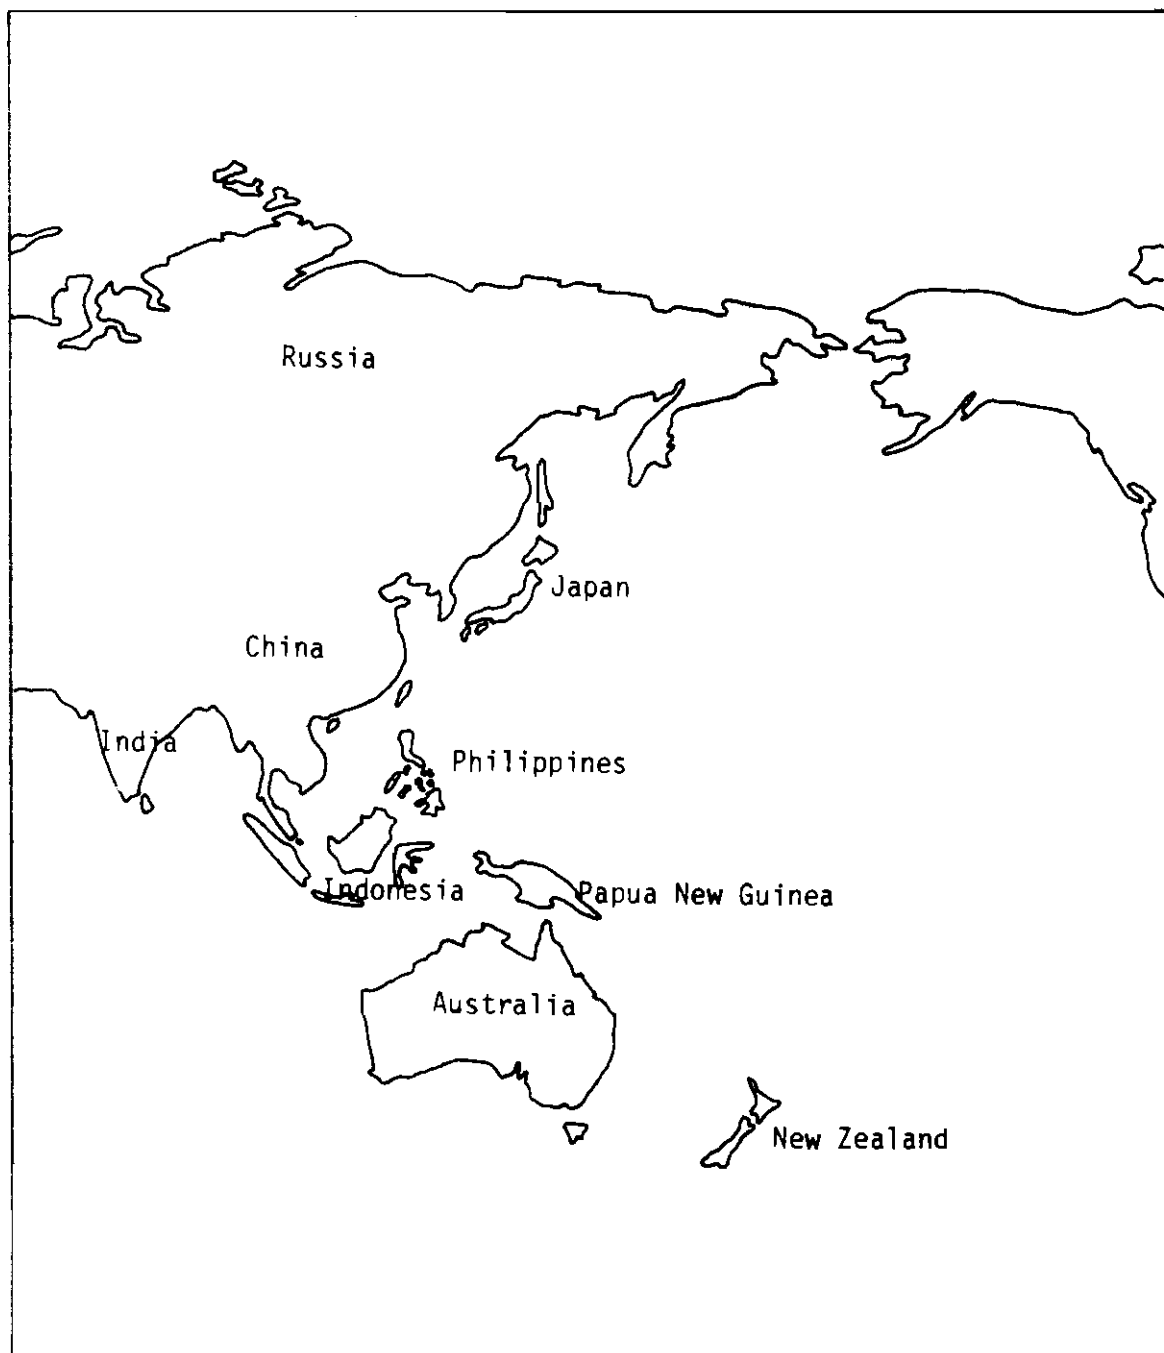 Russia
Japan
China
India
Philippines
Indonesia
Papua New Guinea
Australia
New Zealand